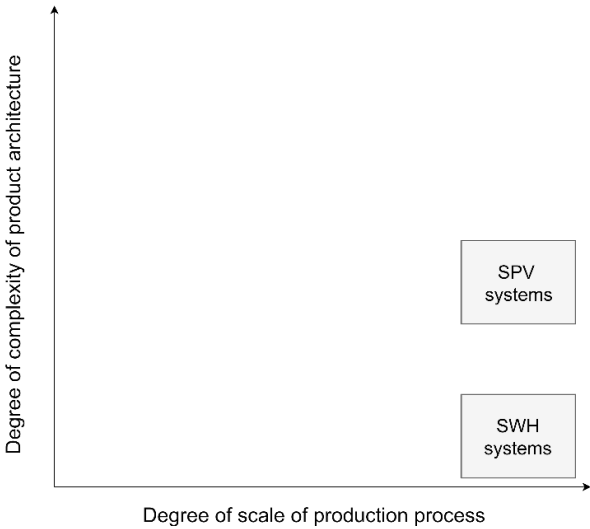 Degree of complexity of product architecture
SPV
systems
SWH
systems
Degree of scale of production process